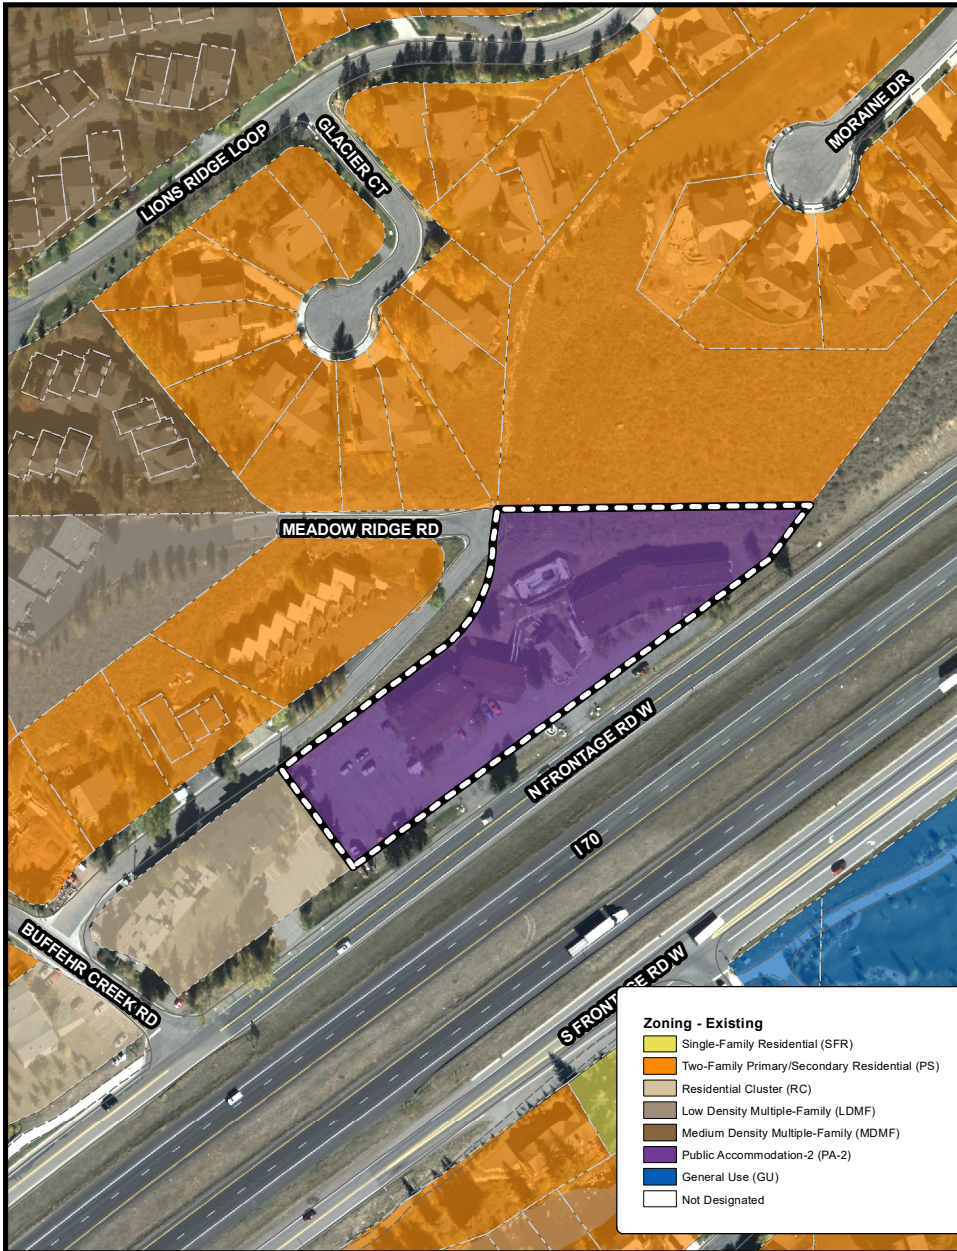 MORAINE DR
GLACIER CT
LIONS RIDGE LOOP
MEADOW RIDGE RD
N FRONTAGE RD W
I 70
BUFFEHR CREEK RD
S FRONTAGE RD W
Zoning - Existing
Single-Family Residential (SFR)
Two-Family Primary/Secondary Residential (PS)
Residential Cluster (RC)
Low Density Multiple-Family (LDMF)
Medium Density Multiple-Family (MDMF)
Public Accommodation-2 (PA-2)
General Use (GU)
Not Designated